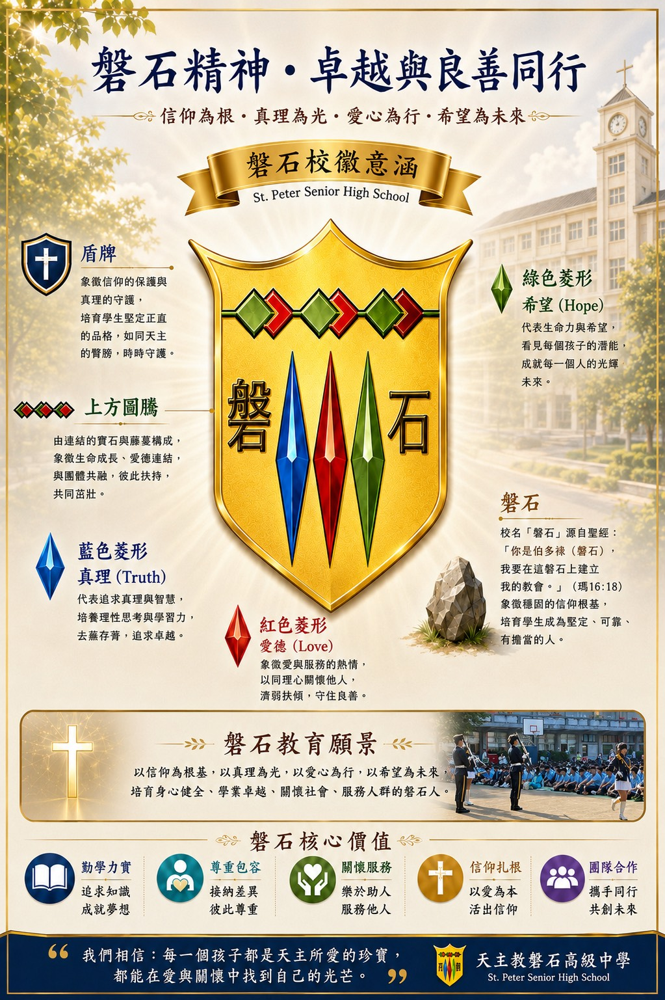 磐石精神・卓越與良善同行
信仰為根・真理為光・愛心為行・希望為未來
磐石校徽意涵
St. Peter Senior High School
盾牌
象徵信仰的保護與
真理的守護，
培育學生堅定正直
的品格，如同天主
的臂膀，時時守護。
綠色菱形
希望 (Hope)
代表生命力與希望，
看見每個孩子的潛能，
成就每一個人的光輝
未來。
磐
石
上方圖騰
由連結的寶石與藤蔓構成，
象徵生命成長、愛德連結，
與團體共融，彼此扶持，
共同茁壯。
磐石
校名「磐石」源自聖經：
「你是伯多祿（磐石），
我要在這磐石上建立
我的教會。」（瑪16:18）
象徵穩固的信仰根基，
培育學生成為堅定、可靠、
有擔當的人。
藍色菱形
真理 (Truth)
代表追求真理與智慧，
培養理性思考與學習力，
去蕪存菁，追求卓越。
紅色菱形
愛德 (Love)
象徵愛與服務的熱情，
以同理心關懷他人，
濟弱扶傾，守住良善。
磐石教育願景
以信仰為根基，以真理為光，以愛心為行，以希望為未來，
培育身心健全、學業卓越、關懷社會、服務人群的磐石人。
磐石核心價值
勤學力實
追求知識
成就夢想
尊重包容
接納差異
彼此尊重
關懷服務
樂於助人
服務他人
信仰扎根
以愛為本
活出信仰
團隊合作
攜手同行
共創未來
“我們相信：每一個孩子都是天主所愛的珍寶，
都能在愛與關懷中找到自己的光芒。”
天主教磐石高級中學
St. Peter Senior High School